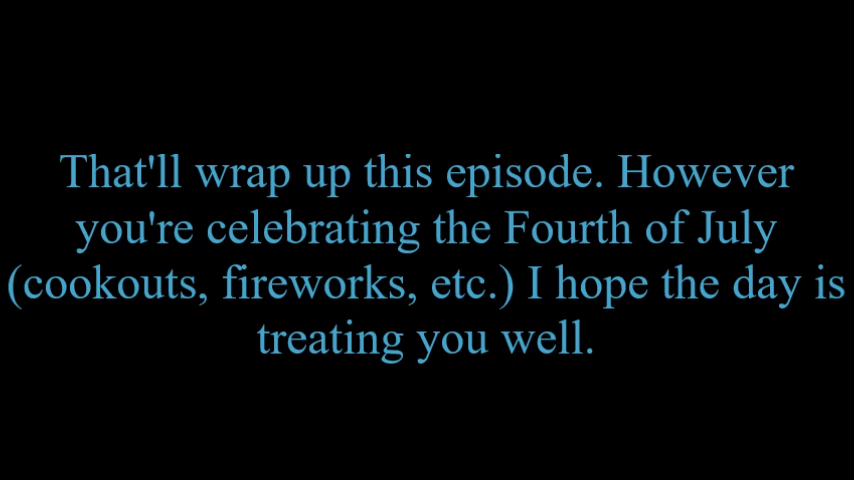 That'll wrap up this episode. However
you're celebrating the Fourth of July
(cookouts, fireworks, etc.) I hope the day is
treating you well.